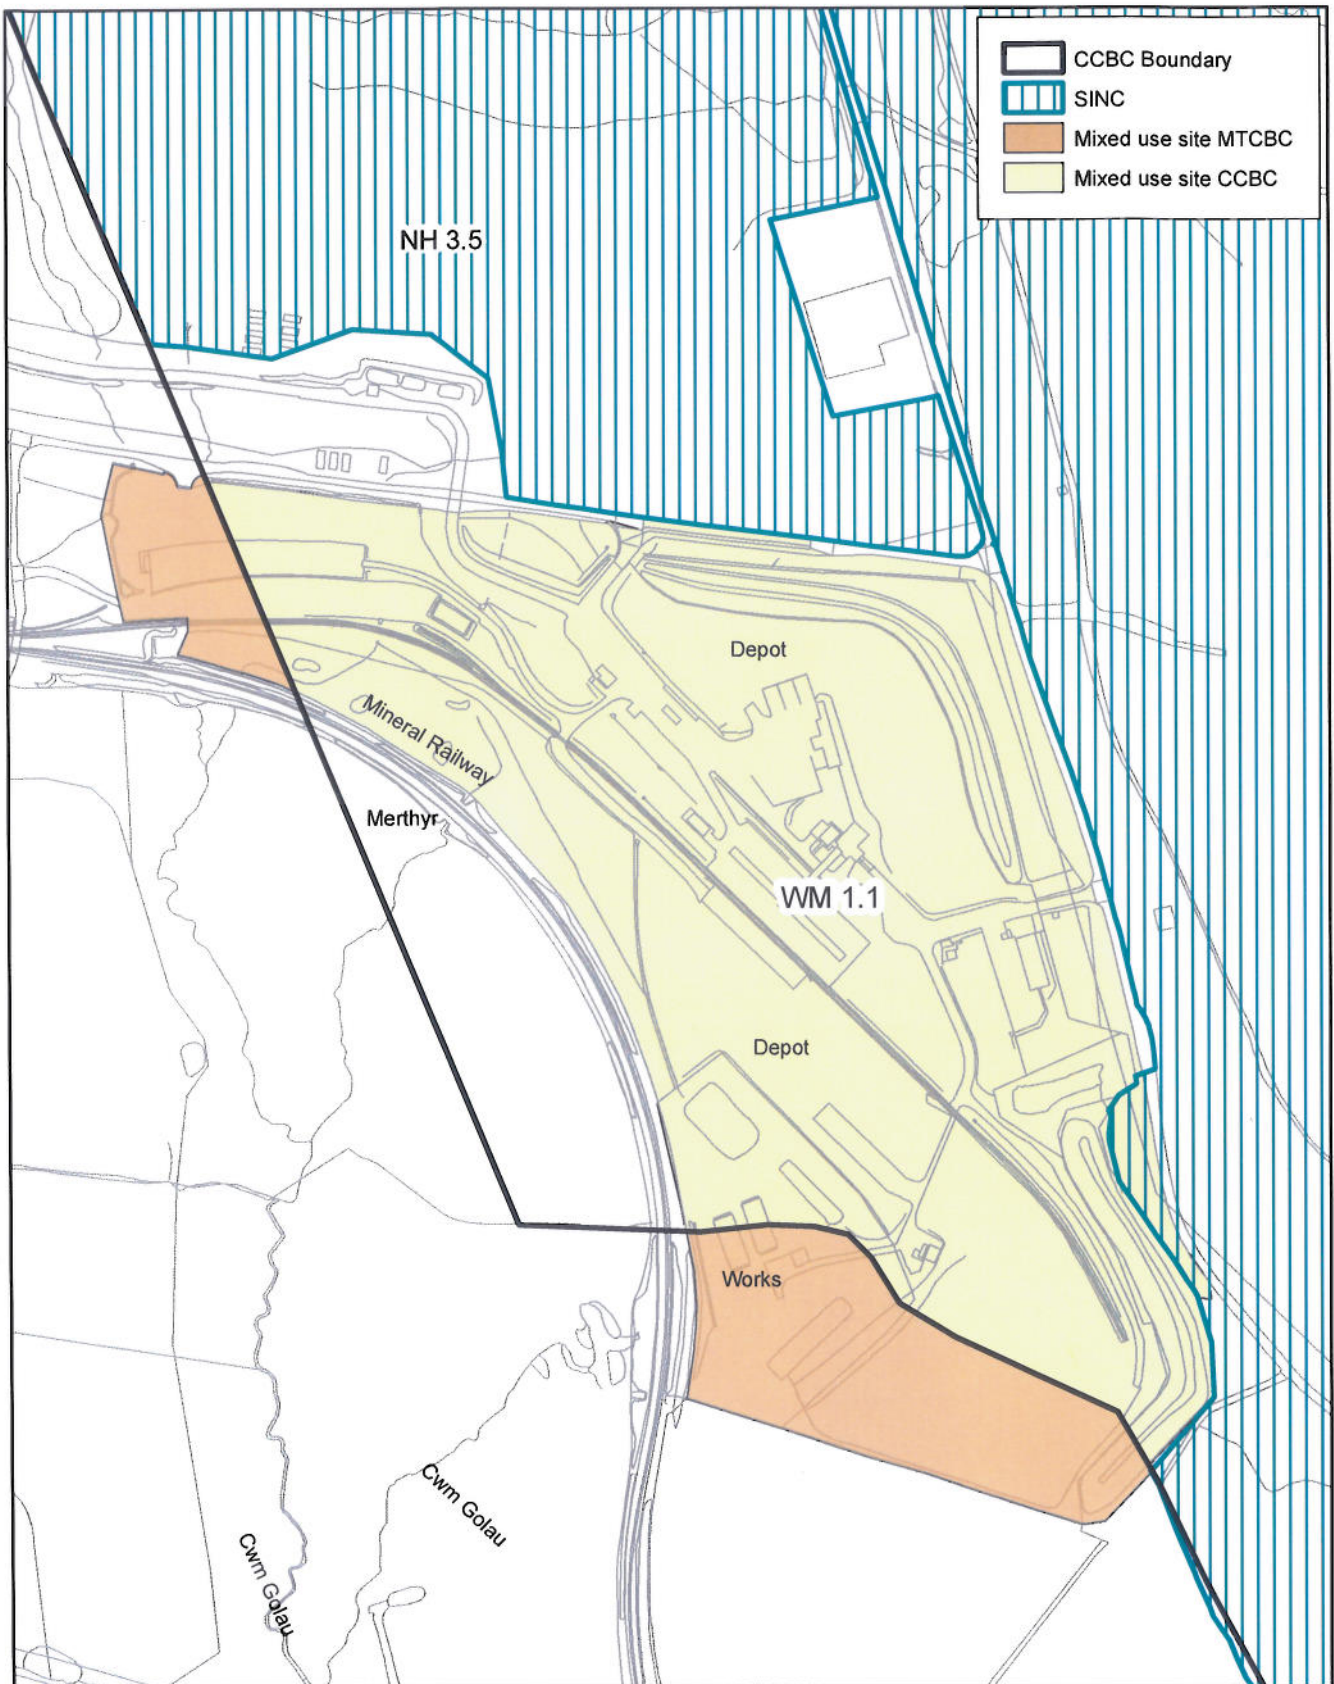 CCBC Boundary
SINC
Mixed use site MTCBC
Mixed use site CCBC
NH 3.5
Depot
Mineral Railway
Merthyr
WM 1.1
Depot
Works
Cwm Golau
Cwm Golau